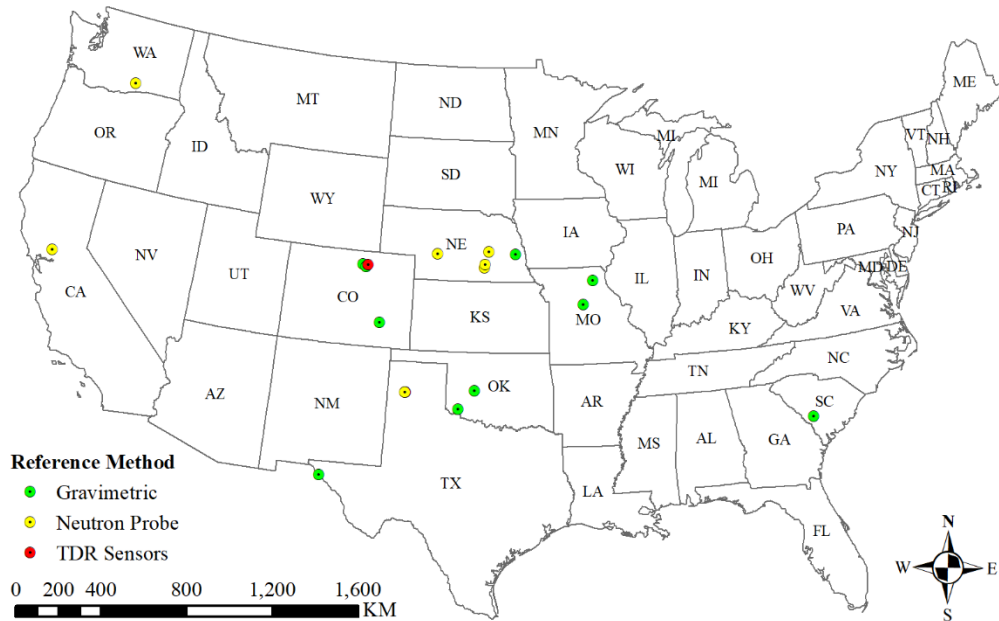 WA
MT
ND
MN
ME
OR
ID
SD
WI
MI
MI
VT
NH
NY
MA
CT
RI
WY
NE
IA
PA
NJ
NV
UT
CO
IL
IN
OH
MD
DE
CA
KS
MO
WV
VA
KY
AZ
NM
OK
TN
NC
AR
SC
MS
AL
GA
TX
LA
FL
Reference Method
Gravimetric
Neutron Probe
TDR Sensors
0 200 400 800 1,200 1,600
KM
N
W
E
S